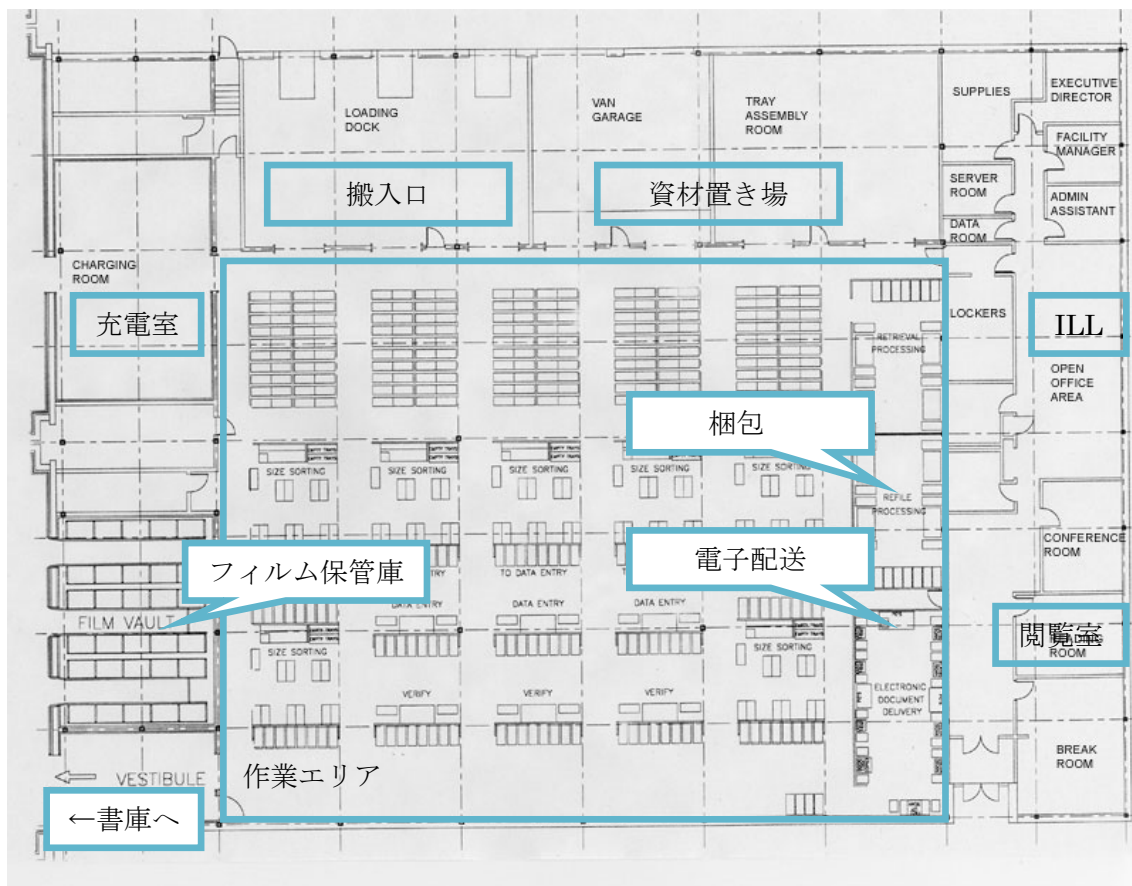 LOADING
DOCK
VAN
GARAGE
TRAY
ASSEMBLY
ROOM
SUPPLIES
EXECUTIVE
DIRECTOR
FACILITY
MANAGER
SERVER
ROOM
ADMIN
ASSISTANT
DATA
ROOM
搬入口
資材置き場
CHARGING
ROOM
充電室
LOCKERS
ILL
OPEN
OFFICE
AREA
RETRIEVAL
PROCESSING
梱包
SIZE SORTING
SIZE SORTING
SIZE SORTING
SIZE SORTING
SIZE SORTING
REFILE
PROCESSING
CONFERENCE
ROOM
フィルム保管庫
電子配送
TO DATA ENTRY
DATA ENTRY
DATA ENTRY
DATA ENTRY
FILM VAULT
閲覧室
ROOM
SIZE SORTING
SIZE SORTING
ELECTRONIC
DOCUMENT
DELIVERY
VERIFY
VERIFY
VERIFY
BREAK
ROOM
VESTIBULE
作業エリア
←書庫へ